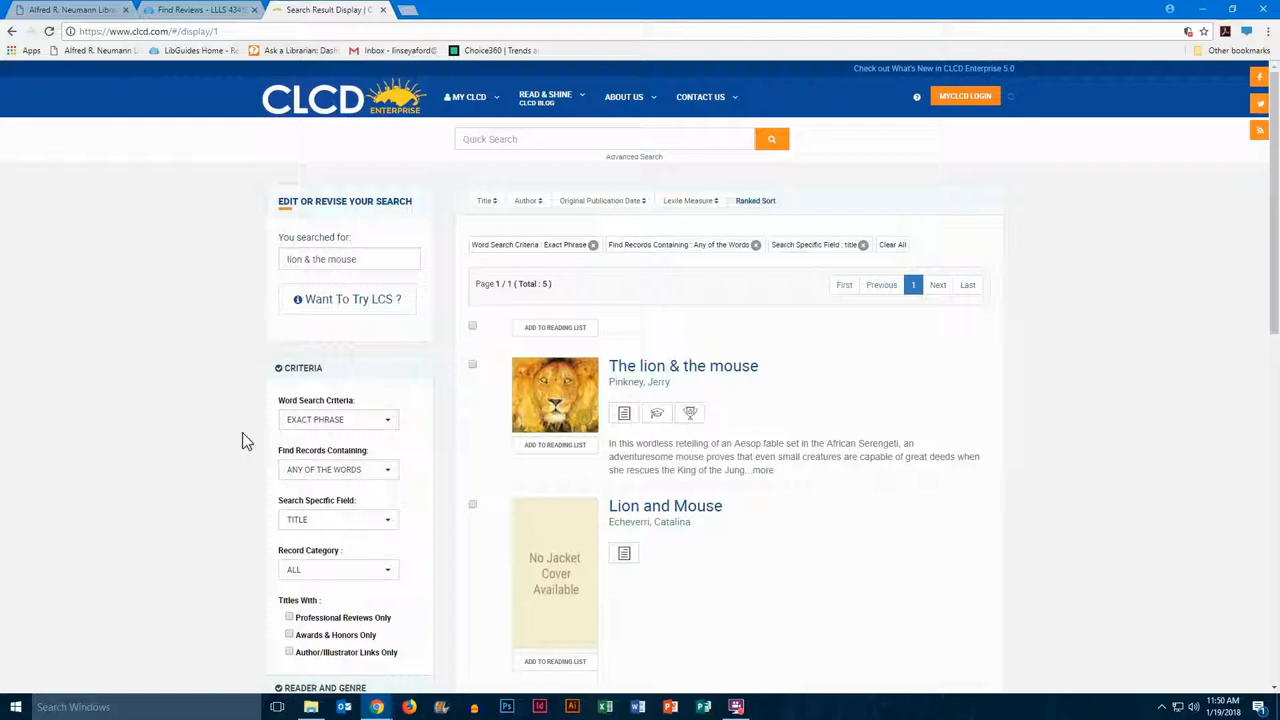 Alfred R. Neumann Libra
Find Reviews - LLLS 4341
Search Result Display | C
https://www.clcd.com/#/display/1
Apps
Alfred R. Neumann L
LibGuides Home - Re
Ask a Librarian: Dash
Inbox - linseyaford@
Choice360 | Trends a
Other bookmarks
Check out What's New in CLCD Enterprise 5.0
CLCD
ENTERPRISE
MY CLCD
READ & SHINE
CLCD BLOG
ABOUT US
CONTACT US
MYCLCD LOGIN
Quick Search
Advanced Search
EDIT OR REVISE YOUR SEARCH
You searched for:
lion & the mouse
Want To Try LCS ?
CRITERIA
Word Search Criteria:
EXACT PHRASE
Find Records Containing:
ANY OF THE WORDS
Search Specific Field:
TITLE
Record Category :
ALL
Titles With :
Professional Reviews Only
Awards & Honors Only
Author/Illustrator Links Only
READER AND GENRE
Title
Author
Original Publication Date
Lexile Measure
Ranked Sort
Word Search Criteria : Exact Phrase
Find Records Containing : Any of the Words
Search Specific Field : title
Clear All
Page 1 / 1 ( Total : 5 )
First
Previous
1
Next
Last
ADD TO READING LIST
The lion & the mouse
Pinkney, Jerry
In this wordless retelling of an Aesop fable set in the African Serengeti, an
adventuresome mouse proves that even small creatures are capable of great deeds when
she rescues the King of the Jung...more
ADD TO READING LIST
Lion and Mouse
Echeverri, Catalina
No Jacket
Cover
Available
ADD TO READING LIST
Search Windows
11:50 AM
1/19/2018